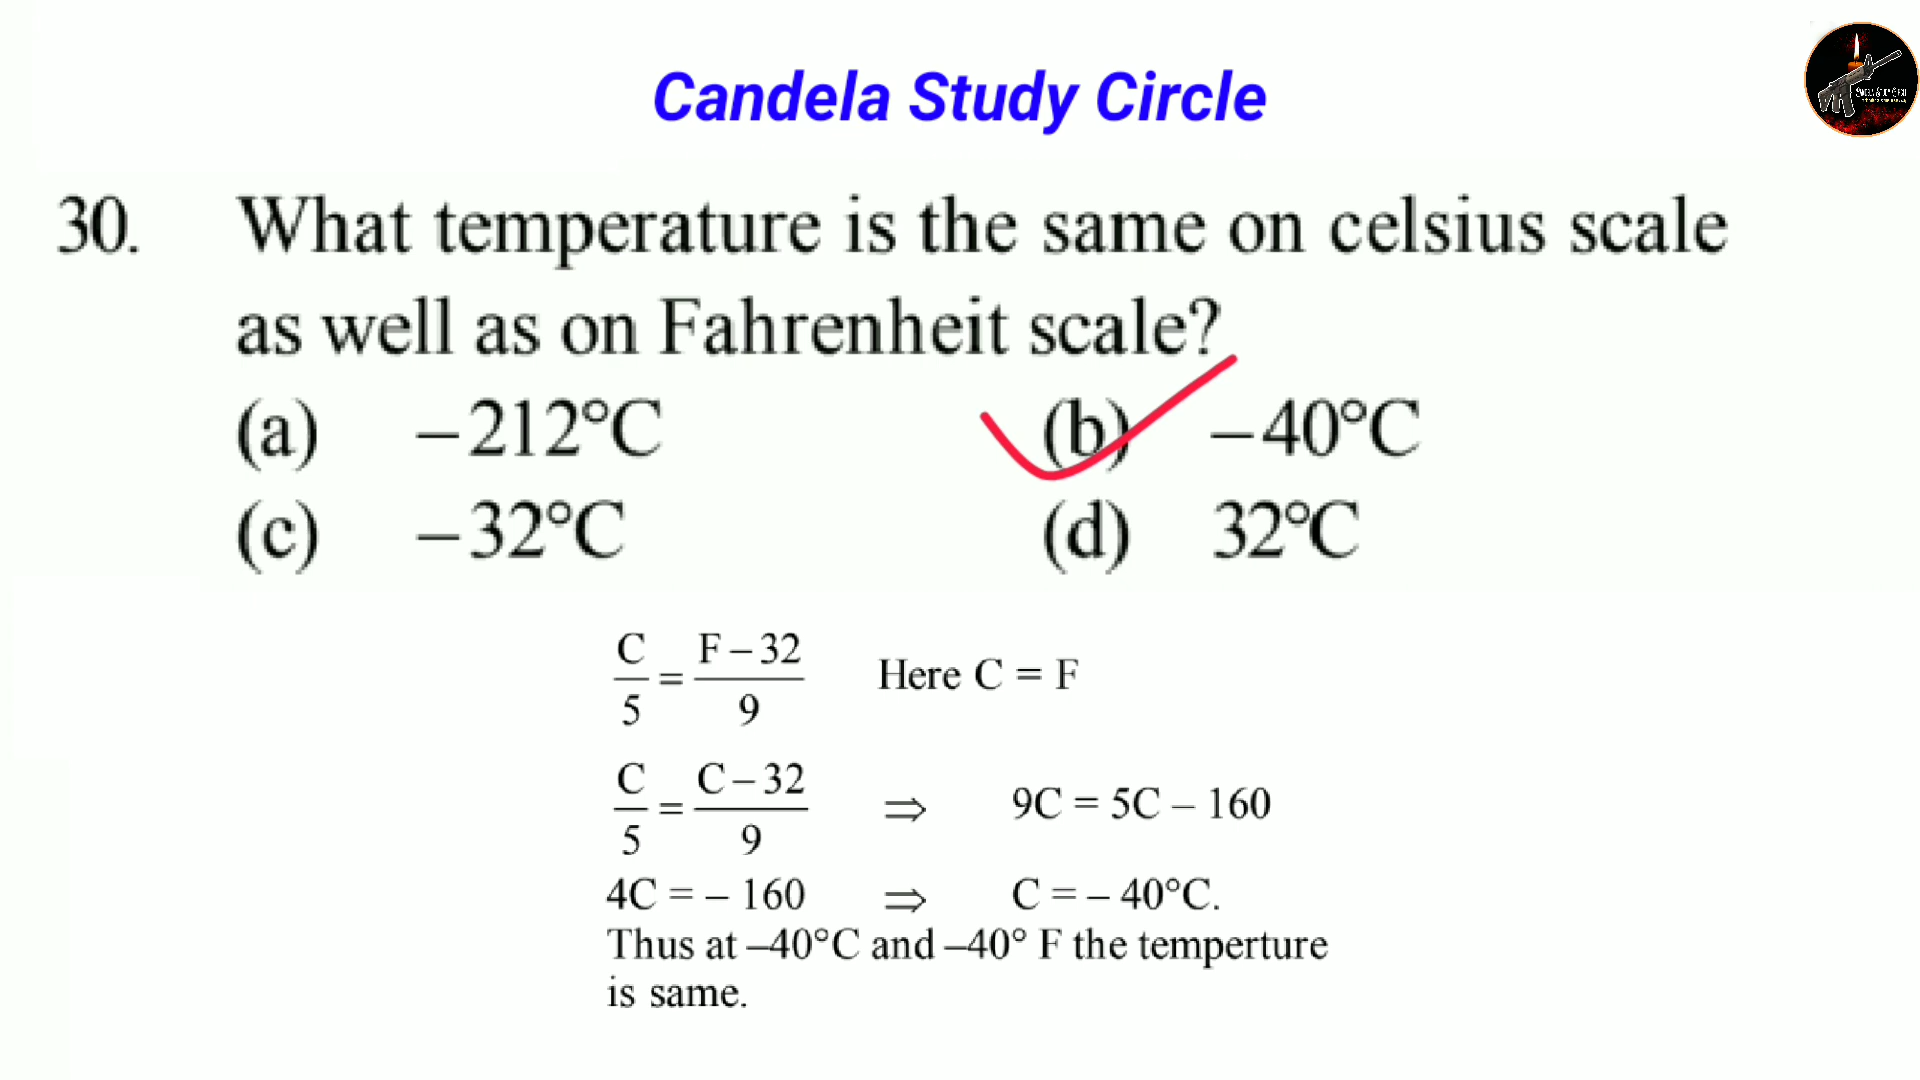 Candela Study Circle
30. What temperature is the same on celsius scale
as well as on Fahrenheit scale?
(a) –212°C (b) –40°C
(c) –32°C (d) 32°C
C/5 = F – 32/9 Here C = F
C/5 = C – 32/9 ⇒ 9C = 5C – 160
4C = – 160 ⇒ C = – 40°C.
Thus at –40°C and –40° F the temperture
is same.